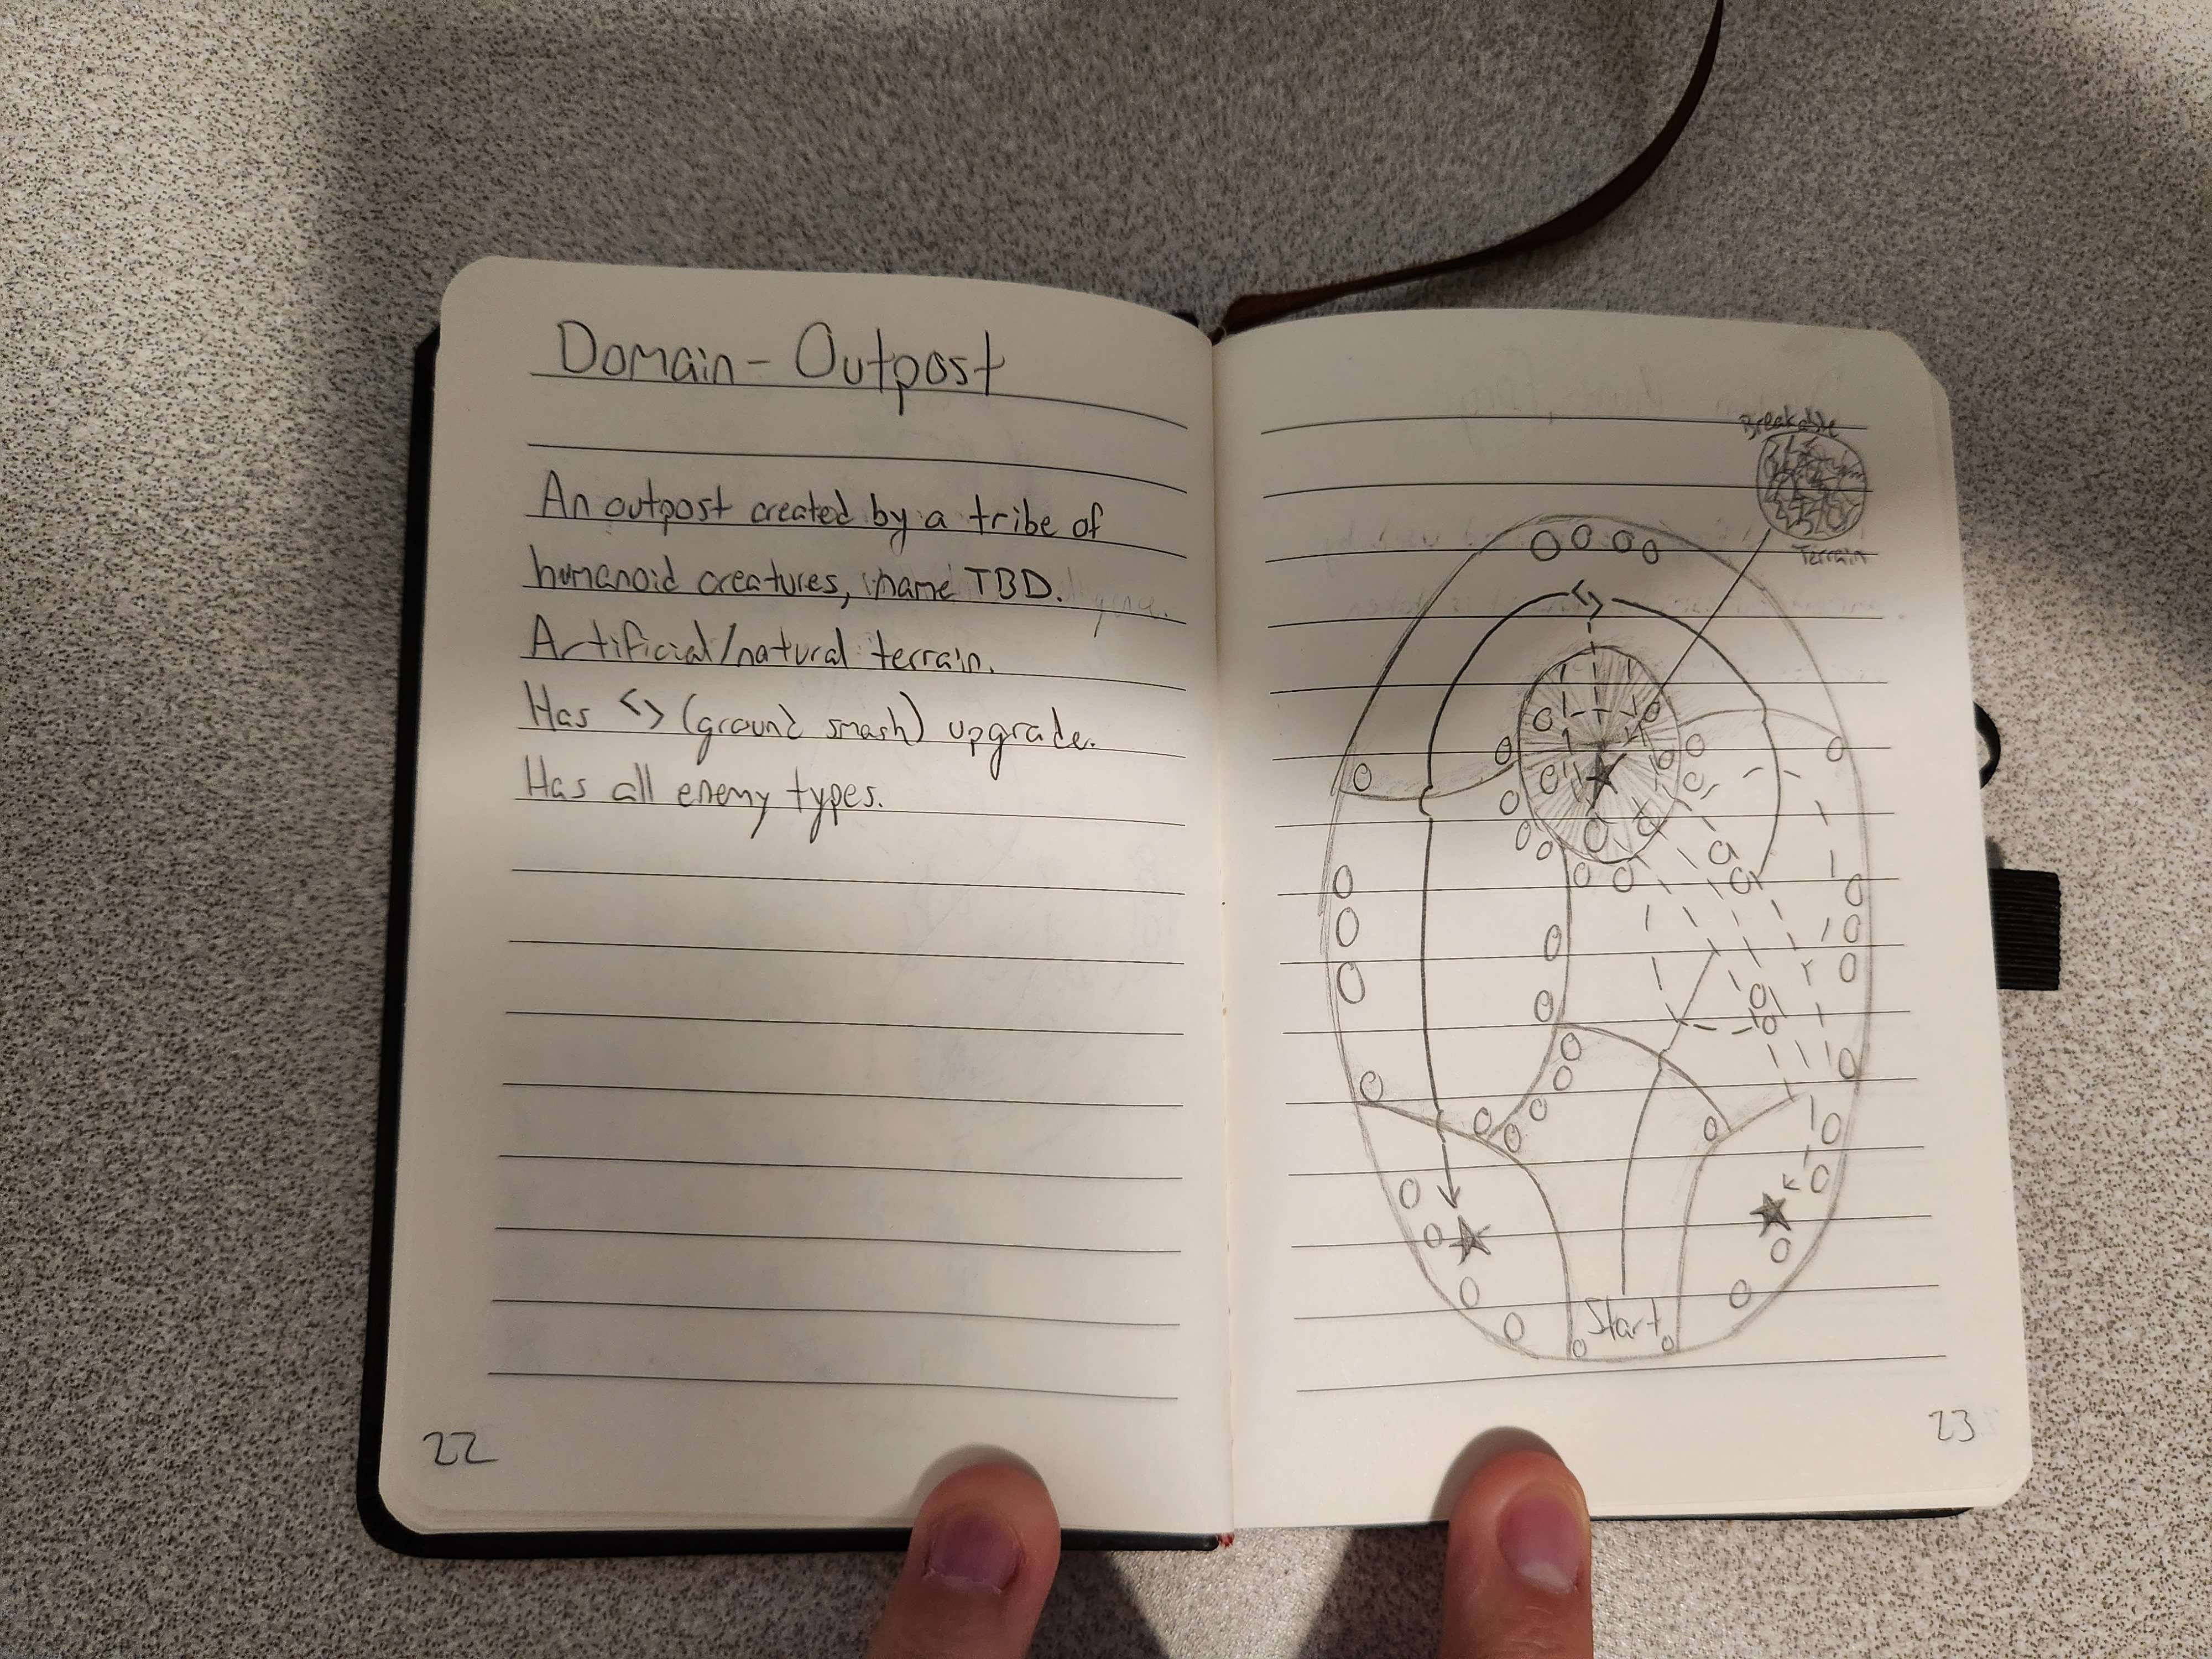 Domain - Outpost
An outpost created by a tribe of
humanoid creatures, name TBD.
Artificial/natural terrain.
Has <> (ground smash) upgrade.
Has all enemy types.
22
Breakable
Terrain
<>
Start
23